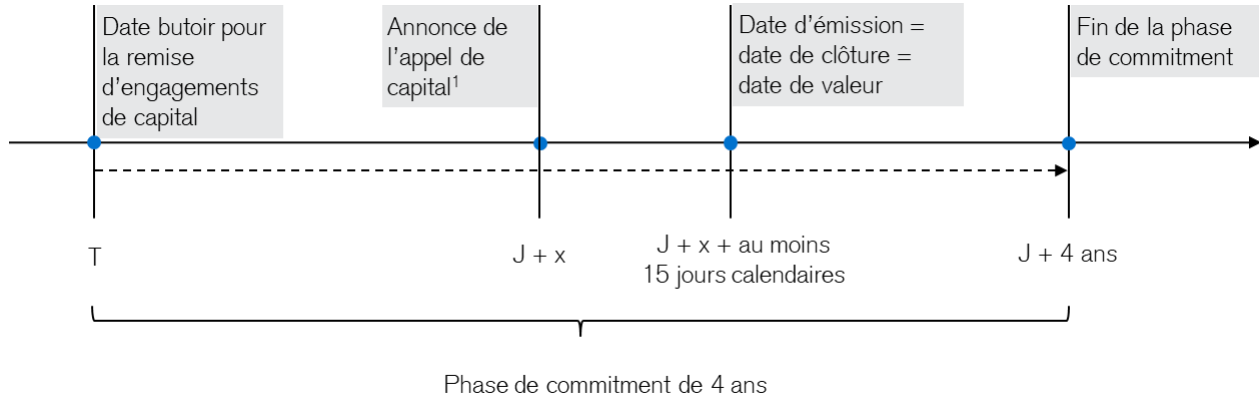 Date butoir pour
la remise
d'engagements
de capital
Annonce de
l'appel de
capital¹
Date d'émission =
date de clôture =
date de valeur
Fin de la phase
de commitment
T
J + x
J + x + au moins
15 jours calendaires
J + 4 ans
Phase de commitment de 4 ans